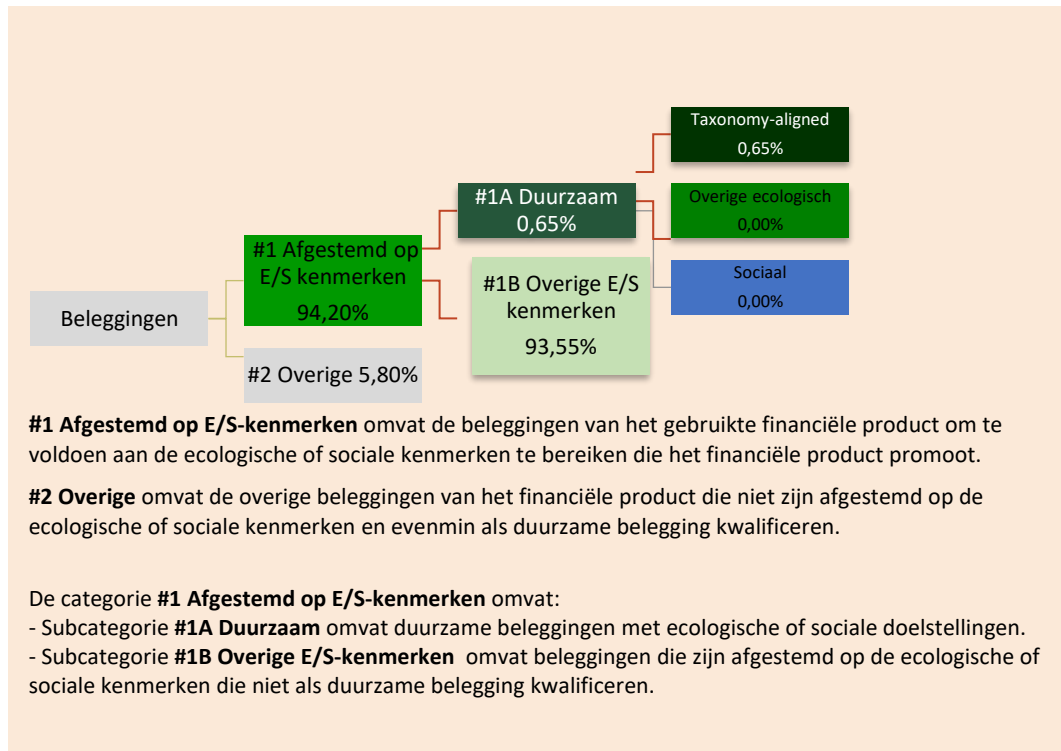 Taxonomy-aligned
0,65%
#1A Duurzaam
0,65%
Overige ecologisch
0,00%
#1 Afgestemd op
E/S kenmerken
94,20%
#1B Overige E/S
kenmerken
93,55%
Sociaal
0,00%
Beleggingen
#2 Overige 5,80%
#1 Afgestemd op E/S-kenmerken omvat de beleggingen van het gebruikte financiële product om te
voldoen aan de ecologische of sociale kenmerken te bereiken die het financiële product promoot.
#2 Overige omvat de overige beleggingen van het financiële product die niet zijn afgestemd op de
ecologische of sociale kenmerken en evenmin als duurzame belegging kwalificeren.
De categorie #1 Afgestemd op E/S-kenmerken omvat:
- Subcategorie #1A Duurzaam omvat duurzame beleggingen met ecologische of sociale doelstellingen.
- Subcategorie #1B Overige E/S-kenmerken omvat beleggingen die zijn afgestemd op de ecologische of
sociale kenmerken die niet als duurzame belegging kwalificeren.